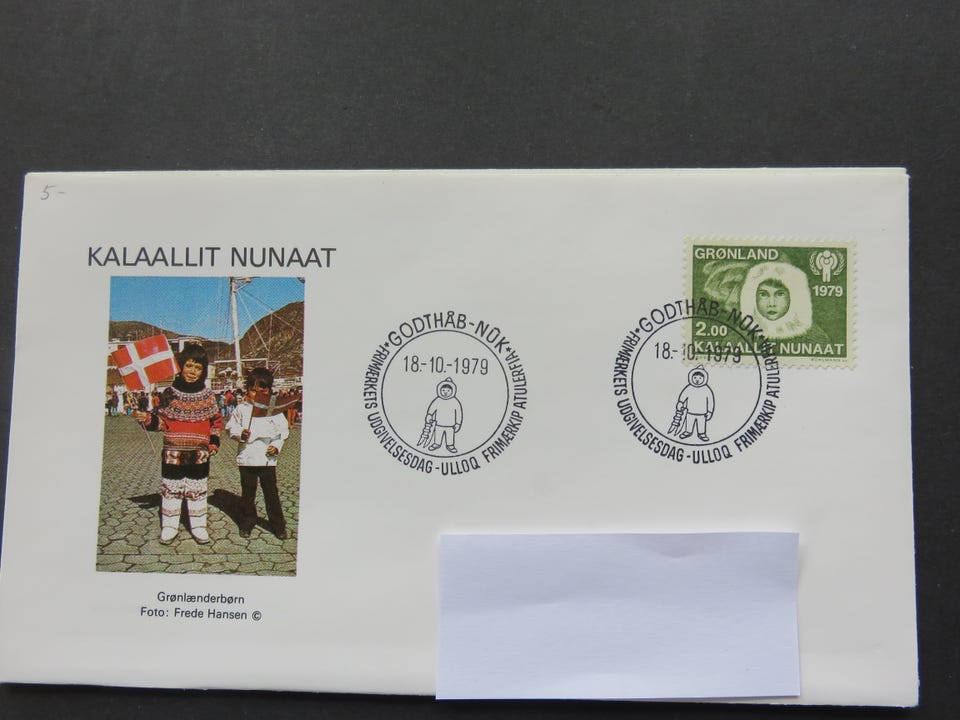 5-
KALAALLIT NUNAAT
Grønlænderbørn
Foto: Frede Hansen ©
GODTHÅB-NÛK
18.-10.-1979
FRIMÆRKETS UDGIVELSESDAG - ULLOQ FRIMÆRKIP ATULERFIA
GRØNLAND
1979
2.00
KALAALLIT NUNAAT
GODTHÅB-NÛK
18.-10.-1979
FRIMÆRKETS UDGIVELSESDAG - ULLOQ FRIMÆRKIP ATULERFIA